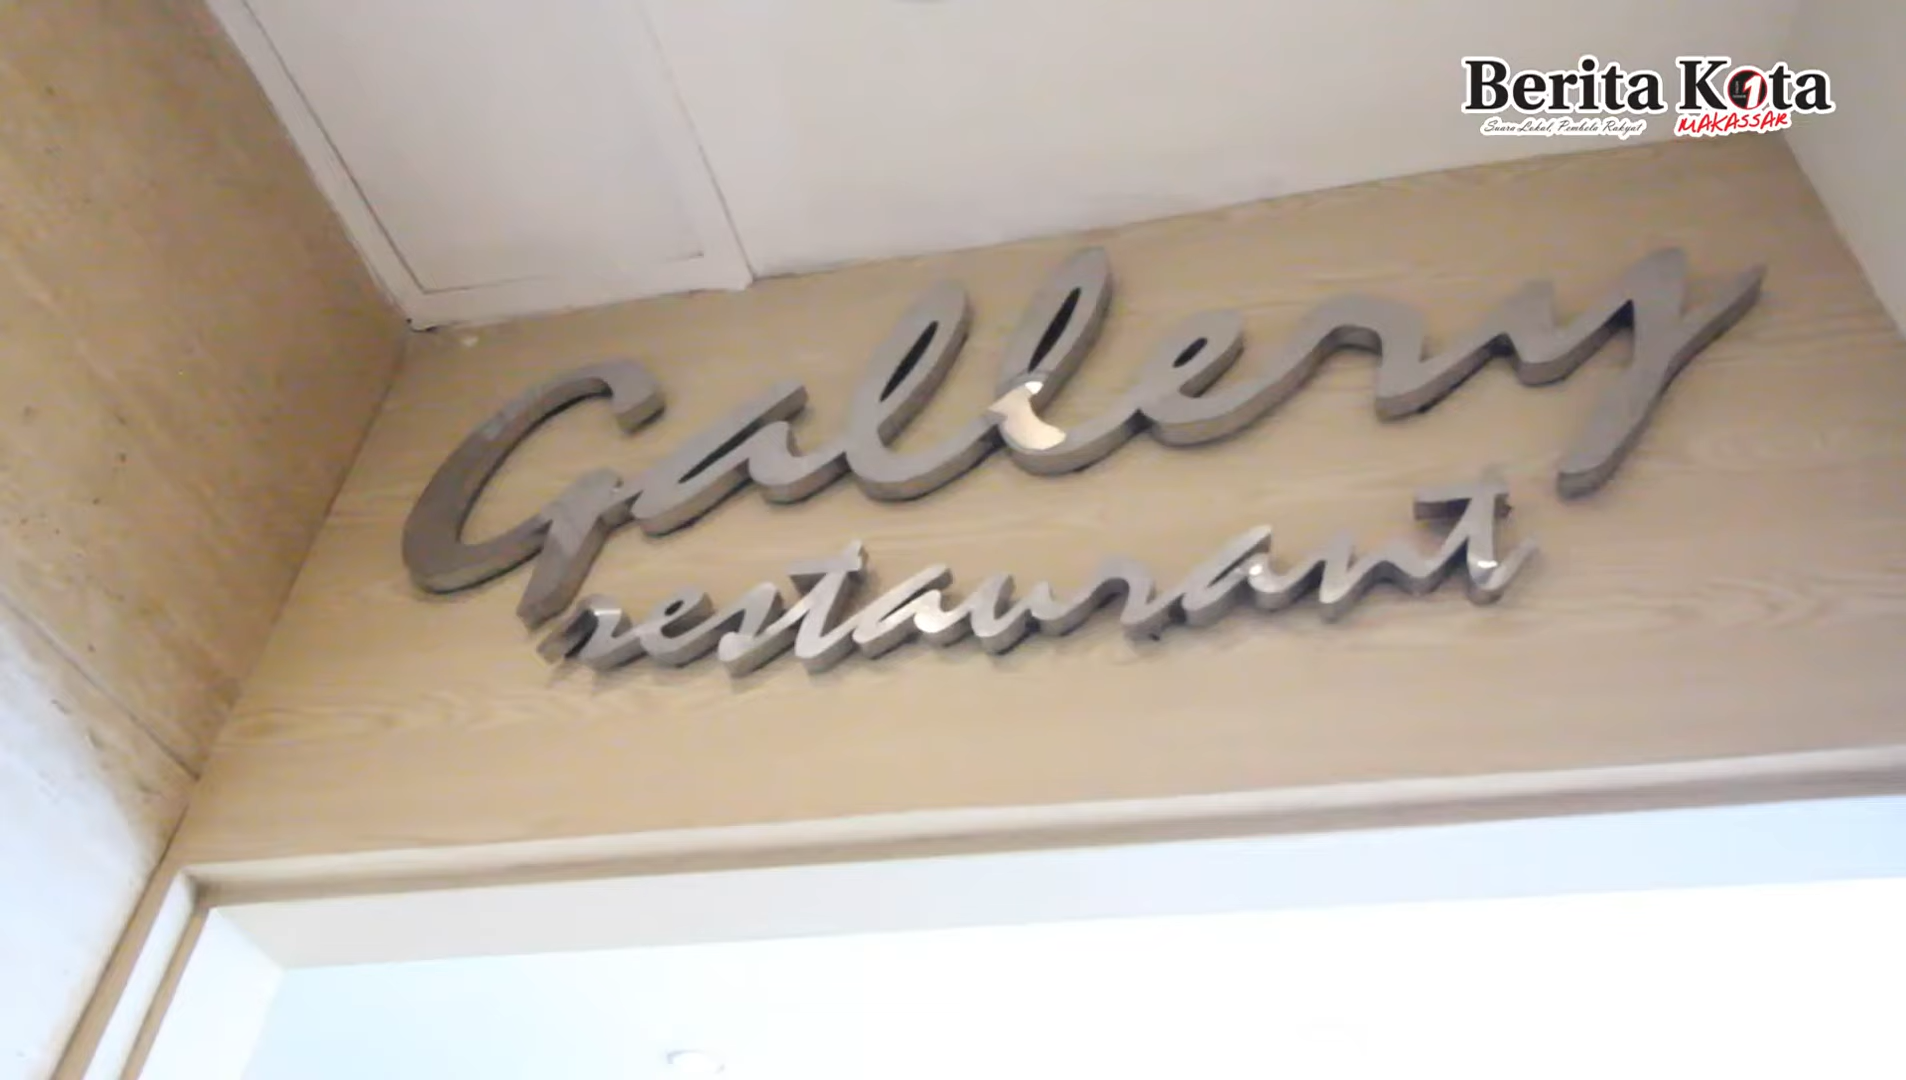 Berita Kota
Suara Lokal, Pembela Rakyat
MAKASSAR
Gallery
restaurant